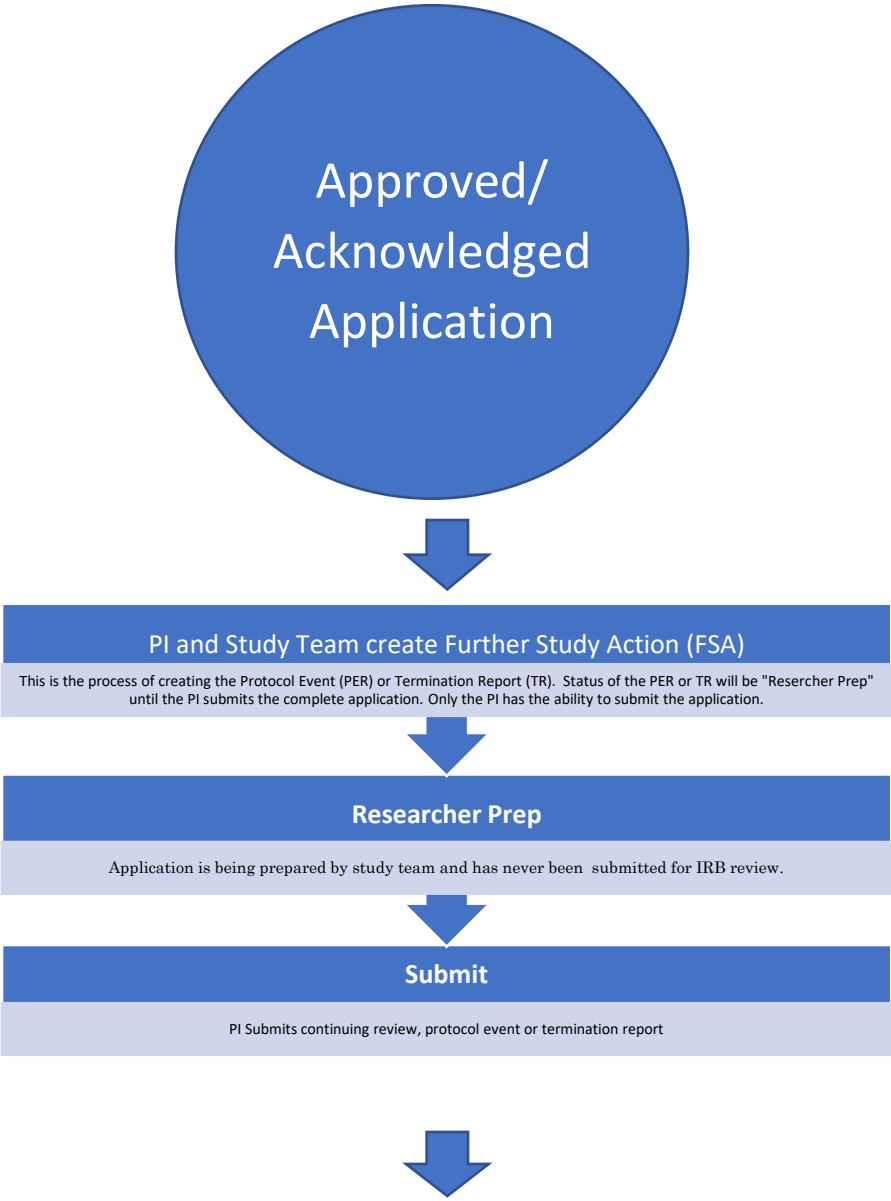 Approved/
Acknowledged
Application
PI and Study Team create Further Study Action (FSA)
This is the process of creating the Protocol Event (PER) or Termination Report (TR).  Status of the PER or TR will be "Resercher Prep"
until the PI submits the complete application. Only the PI has the ability to submit the application.
Researcher Prep
Application is being prepared by study team and has never been  submitted for IRB review.
Submit
PI Submits continuing review, protocol event or termination report